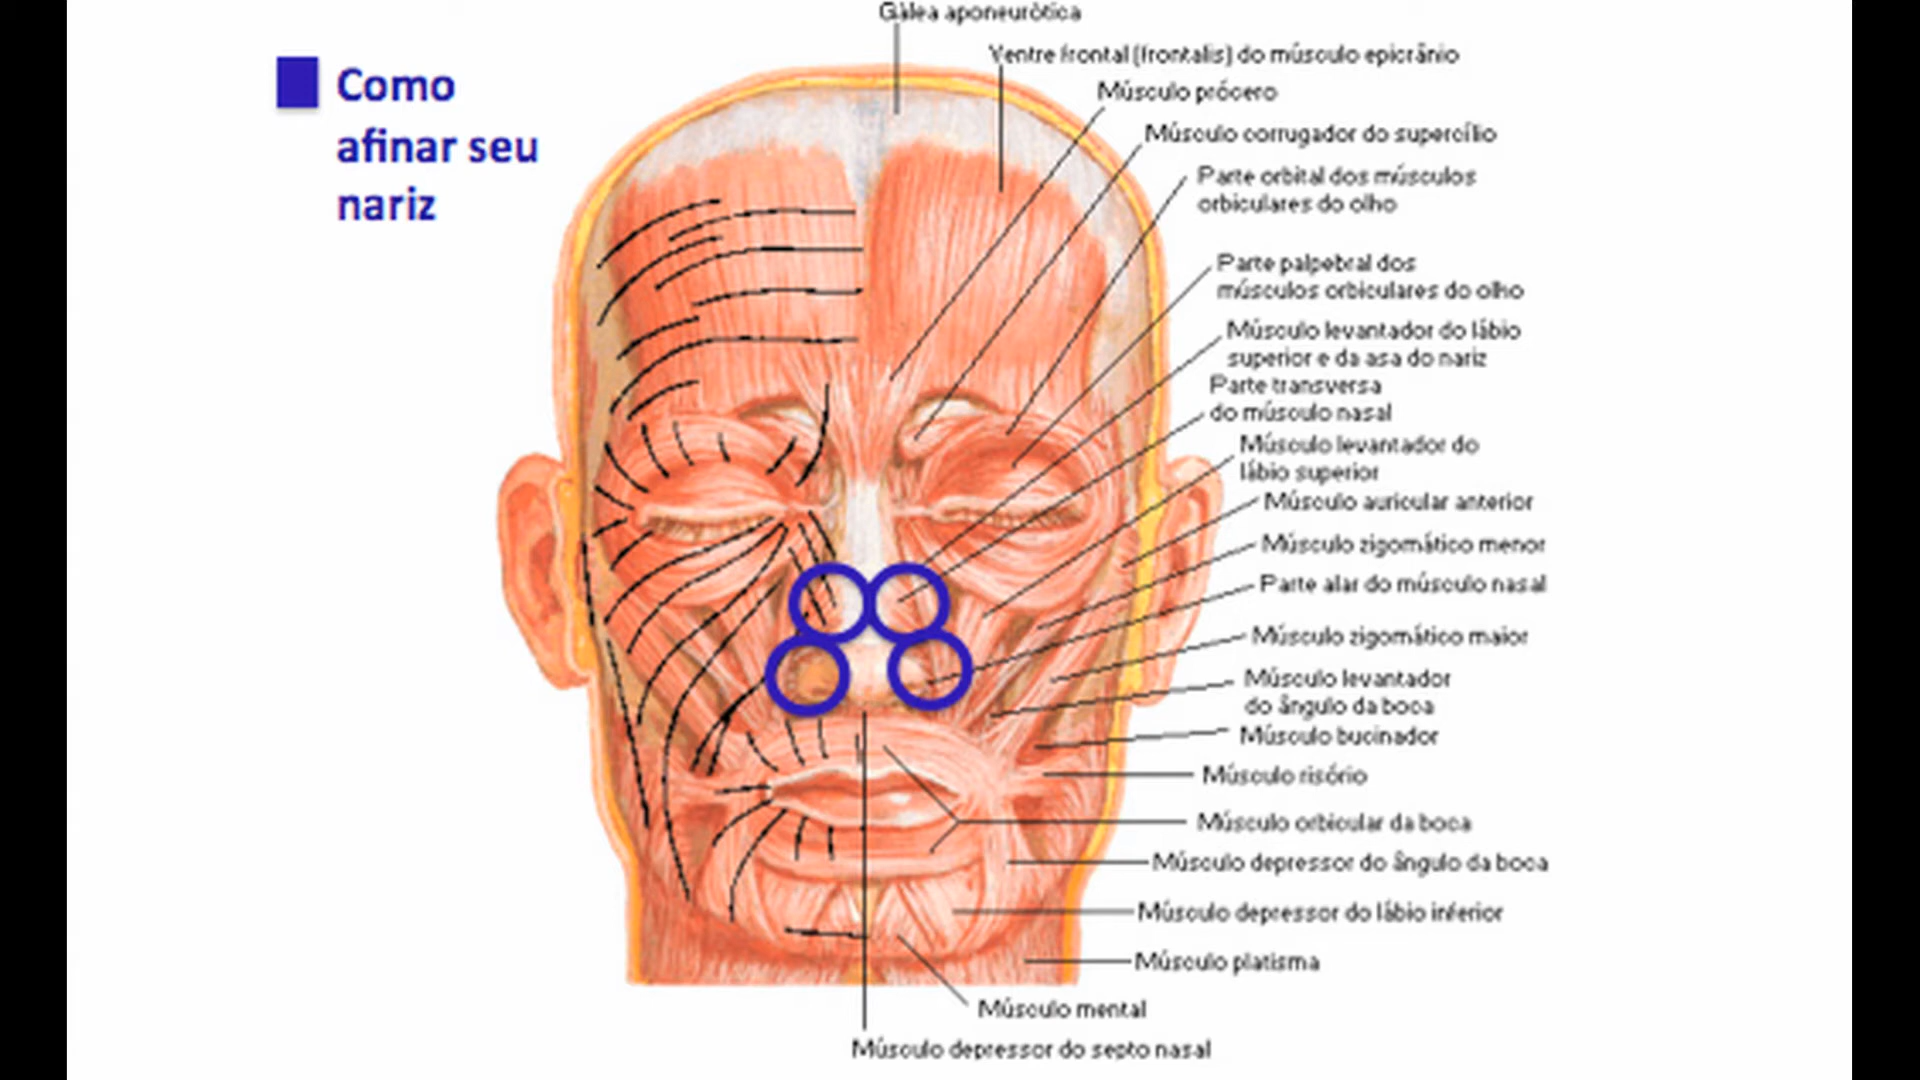 Como
afinar seu
nariz
Gálea aponeuròtica
Ventre frontal (frontalis) do músculo epicrânio
Músculo prócero
Músculo corrugador do supercílio
Parte orbital dos músculos
orbiculares do olho
Parte palpebral dos
músculos orbiculares do olho
Músculo levantador do lábio
superior e da asa do nariz
Parte transversa
do músculo nasal
Músculo levantador do
lábio superior
Músculo auricular anterior
Músculo zigomático menor
Parte alar do músculo nasal
Músculo zigomático maior
Músculo levantador
do ângulo da boca
Músculo bucinador
Músculo risório
Músculo orbicular da boca
Músculo depressor do ângulo da boca
Músculo depressor do lábio inferior
Músculo platisma
Músculo mental
Músculo depressor do septo nasal